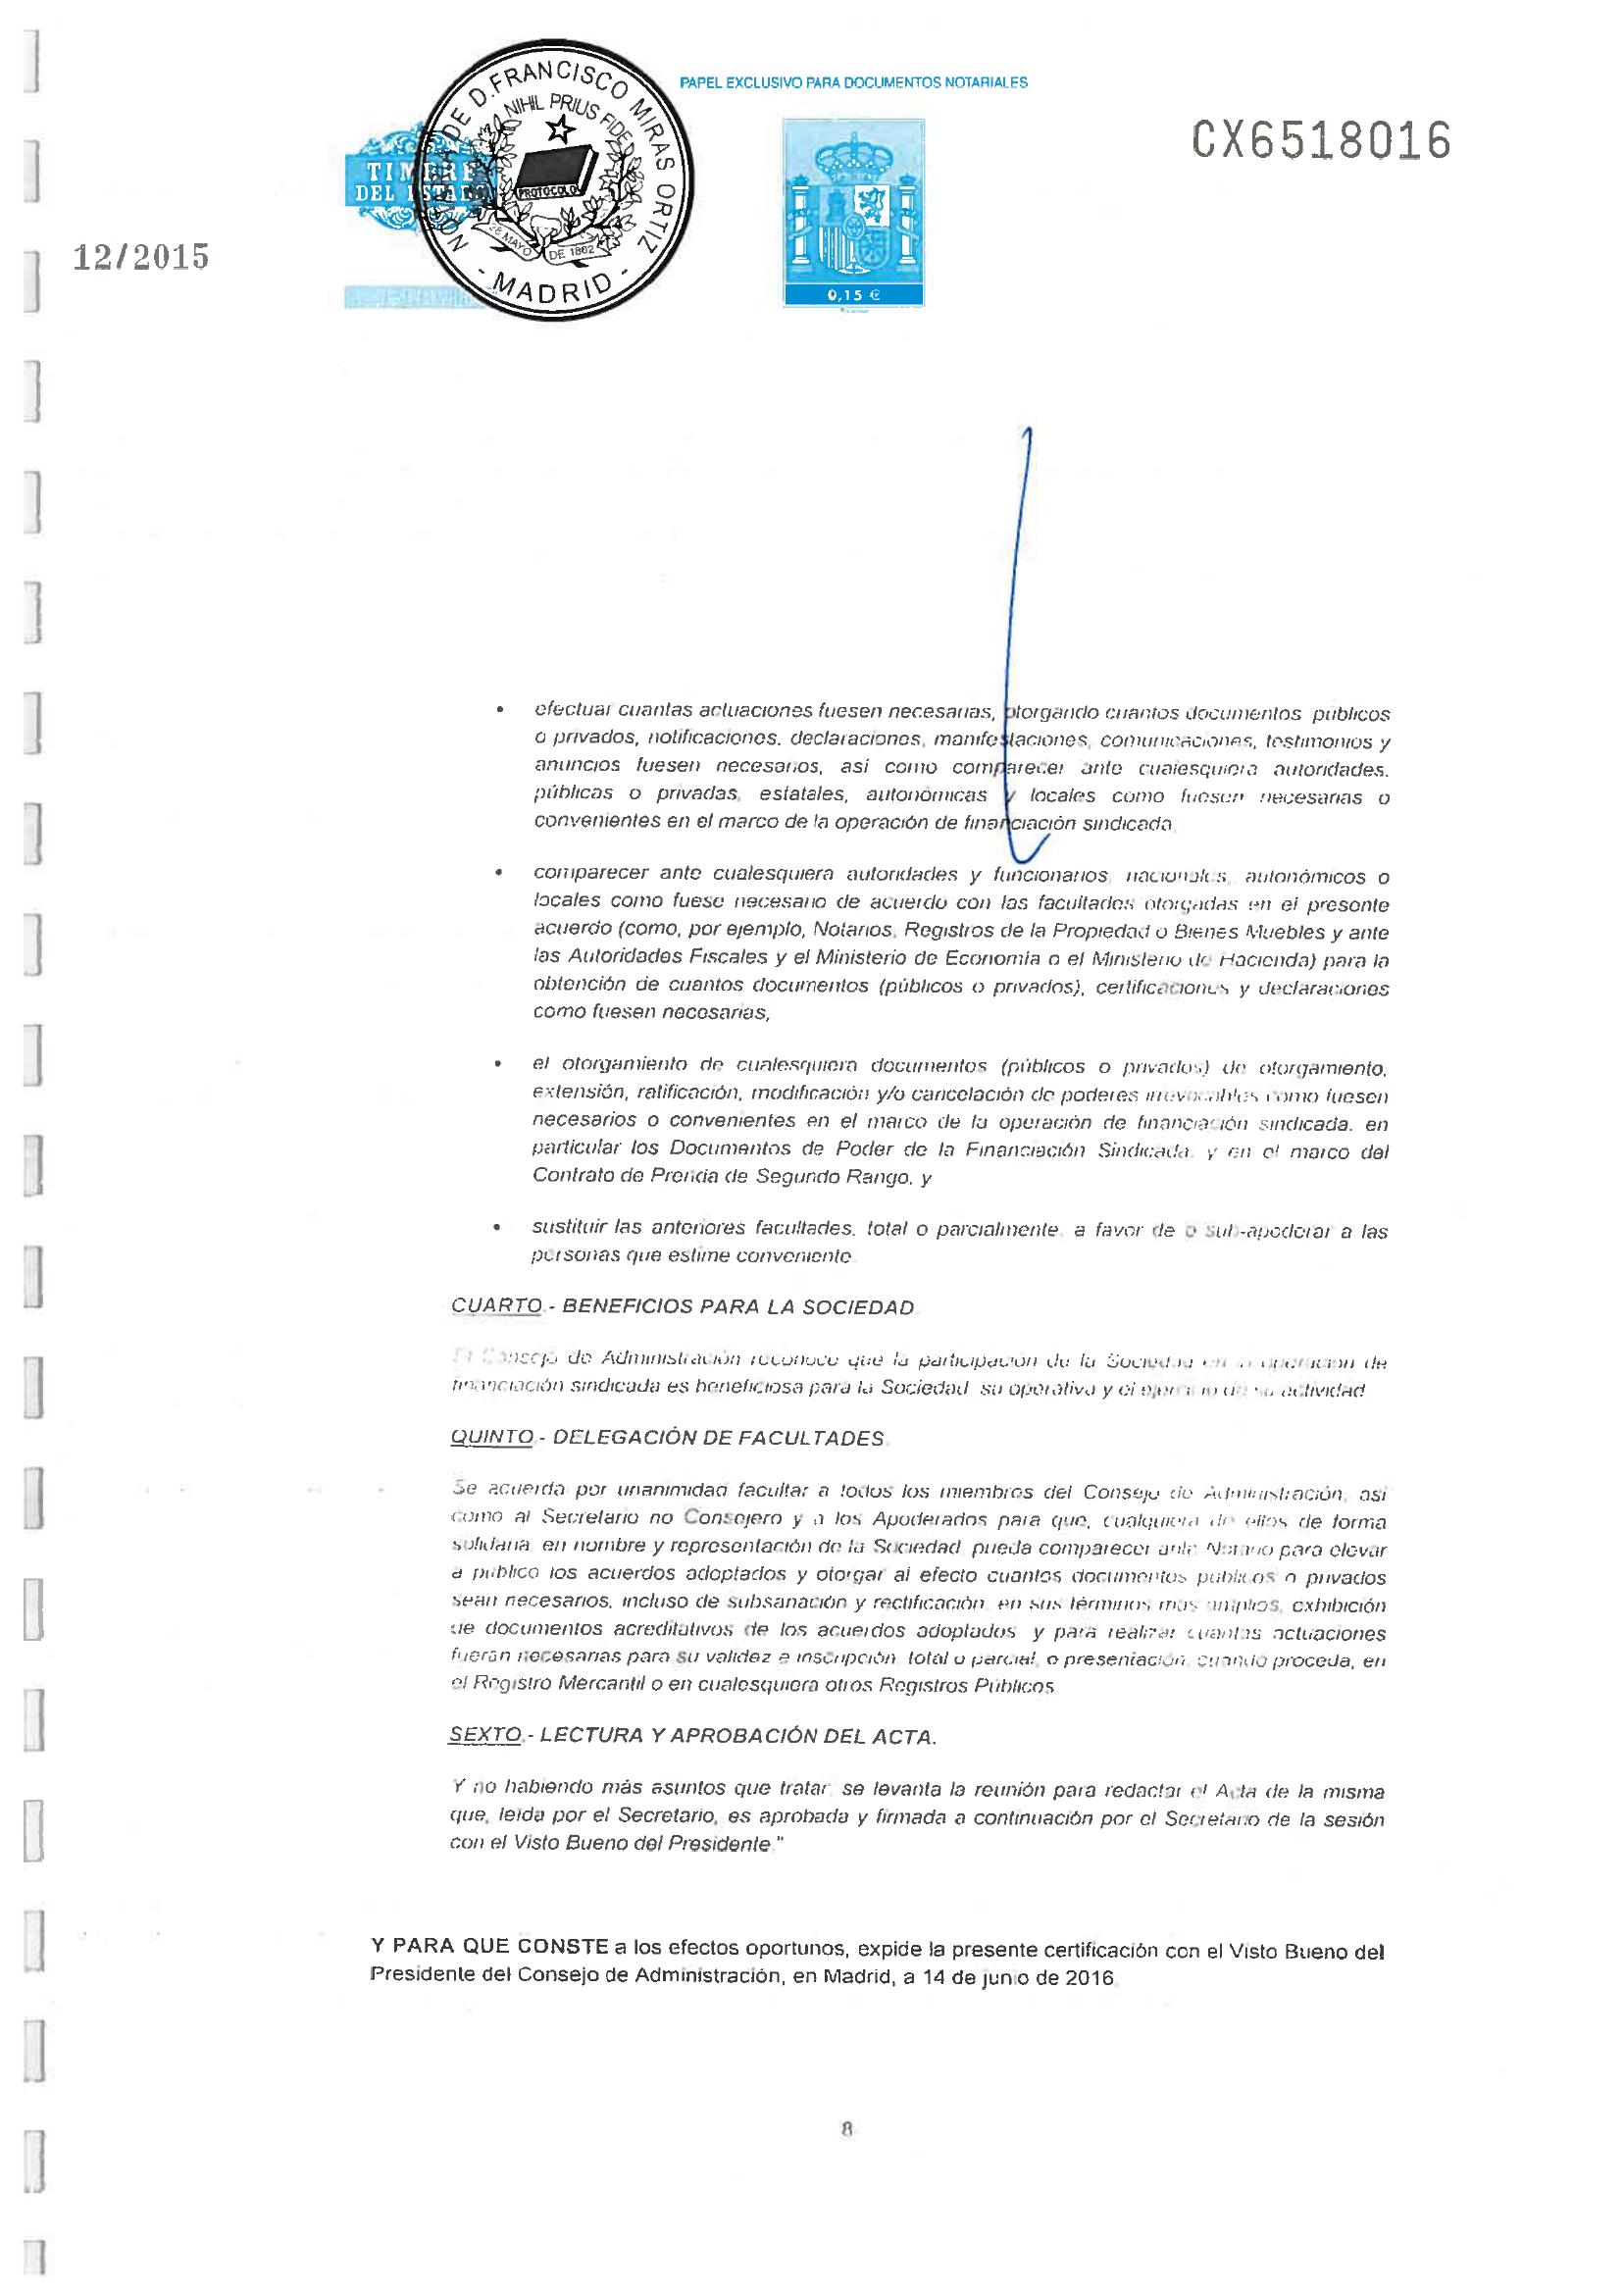 PAPEL EXCLUSIVO PARA DOCUMENTOS NOTARIALES
CX6518016
NOTARÍA DE D.FRANCISCO MIRAS ORTIZ
NIHIL PRIUS FIDE
PROTOCOLO
28 MAYO DE 1862
- MADRID -
TIMBRE
DEL ESTADO
12/2015
0,15 €
• efectuar cuantas actuaciones fuesen necesarias, otorgando cuantos documentos públicos
o privados, notificaciones, declaraciones, manifestaciones, comunicaciones, testimonios y
anuncios fuesen necesarios, así como comparecer ante cualesquiera autoridades,
públicas o privadas, estatales, autonómicas y locales como fuesen necesarias o
convenientes en el marco de la operación de financiación sindicada
• comparecer ante cualesquiera autoridades y funcionarios nacionales, autonómicos o
locales como fuese necesario de acuerdo con las facultades otorgadas en el presente
acuerdo (como, por ejemplo, Notarios, Registros de la Propiedad o Bienes Muebles y ante
las Autoridades Fiscales y el Ministerio de Economía o el Ministerio de Hacienda) para la
obtención de cuantos documentos (públicos o privados), certificaciones y declaraciones
como fuesen necesarias,
• el otorgamiento de cualesquiera documentos (públicos o privados) de otorgamiento,
extensión, ratificación, modificación y/o cancelación de poderes irrevocables como fuesen
necesarios o convenientes en el marco de la operación de financiación sindicada, en
particular los Documentos de Poder de la Financiación Sindicada, y en el marco del
Contrato de Prenda de Segundo Rango, y
• sustituir las anteriores facultades, total o parcialmente, a favor de o sub-apoderar a las
personas que estime conveniente
CUARTO.- BENEFICIOS PARA LA SOCIEDAD
El Consejo de Administración reconoce que la participación de la Sociedad en la operación de
financiación sindicada es beneficiosa para la Sociedad su operativa y el ejercicio de su actividad
QUINTO.- DELEGACIÓN DE FACULTADES.
Se acuerda por unanimidad facultar a todos los miembros del Consejo de Administración, así
como al Secretario no Consejero y a los Apoderados para que, cualquiera de ellos de forma
solidaria, en nombre y representación de la Sociedad pueda comparecer ante Notario para elevar
a público los acuerdos adoptados y otorgar al efecto cuantos documentos públicos o privados
sean necesarios, incluso de subsanación y rectificación en sus términos más amplios, exhibición
de documentos acreditativos de los acuerdos adoptados y para realizar cuantas actuaciones
fueran necesarias para su validez e inscripción, total o parcial, o presentación, cuando proceda, en
el Registro Mercantil o en cualesquiera otros Registros Públicos
SEXTO.- LECTURA Y APROBACIÓN DEL ACTA.
Y no habiendo más asuntos que tratar, se levanta la reunión para redactar el Acta de la misma
que, leída por el Secretario, es aprobada y firmada a continuación por el Secretario de la sesión
con el Visto Bueno del Presidente."
Y PARA QUE CONSTE a los efectos oportunos, expide la presente certificación con el Visto Bueno del
Presidente del Consejo de Administración, en Madrid, a 14 de junio de 2016
8